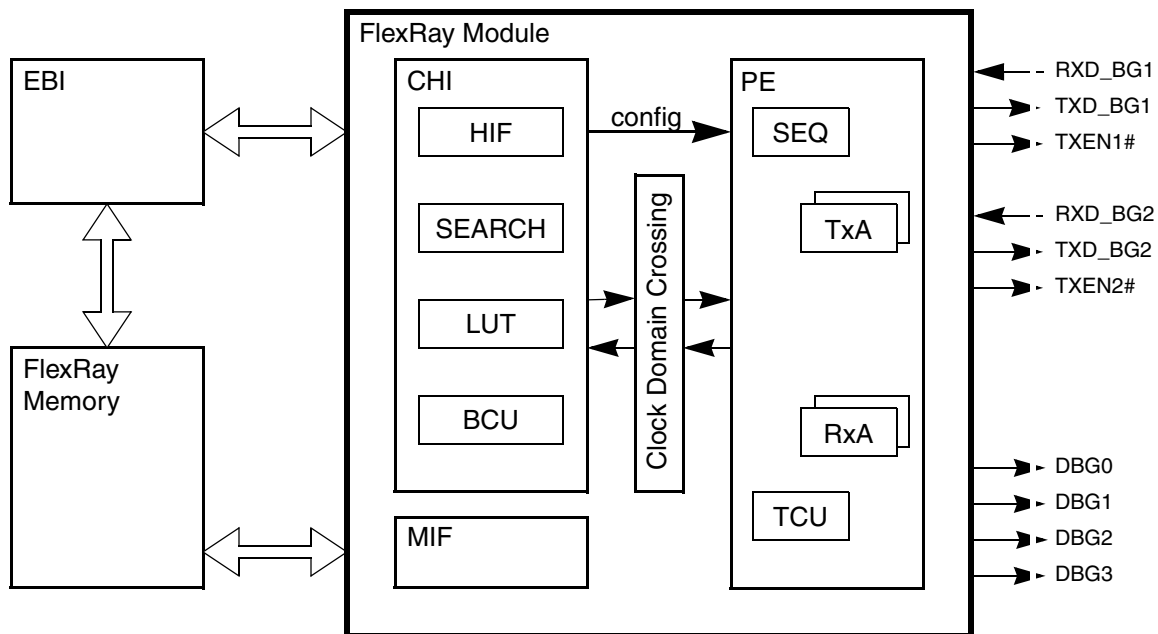 FlexRay Module
EBI
CHI
HIF
SEARCH
LUT
BCU
MIF
config
Clock Domain Crossing
PE
SEQ
TxA
RxA
TCU
FlexRay
Memory
RXD_BG1
TXD_BG1
TXEN1#
RXD_BG2
TXD_BG2
TXEN2#
DBG0
DBG1
DBG2
DBG3